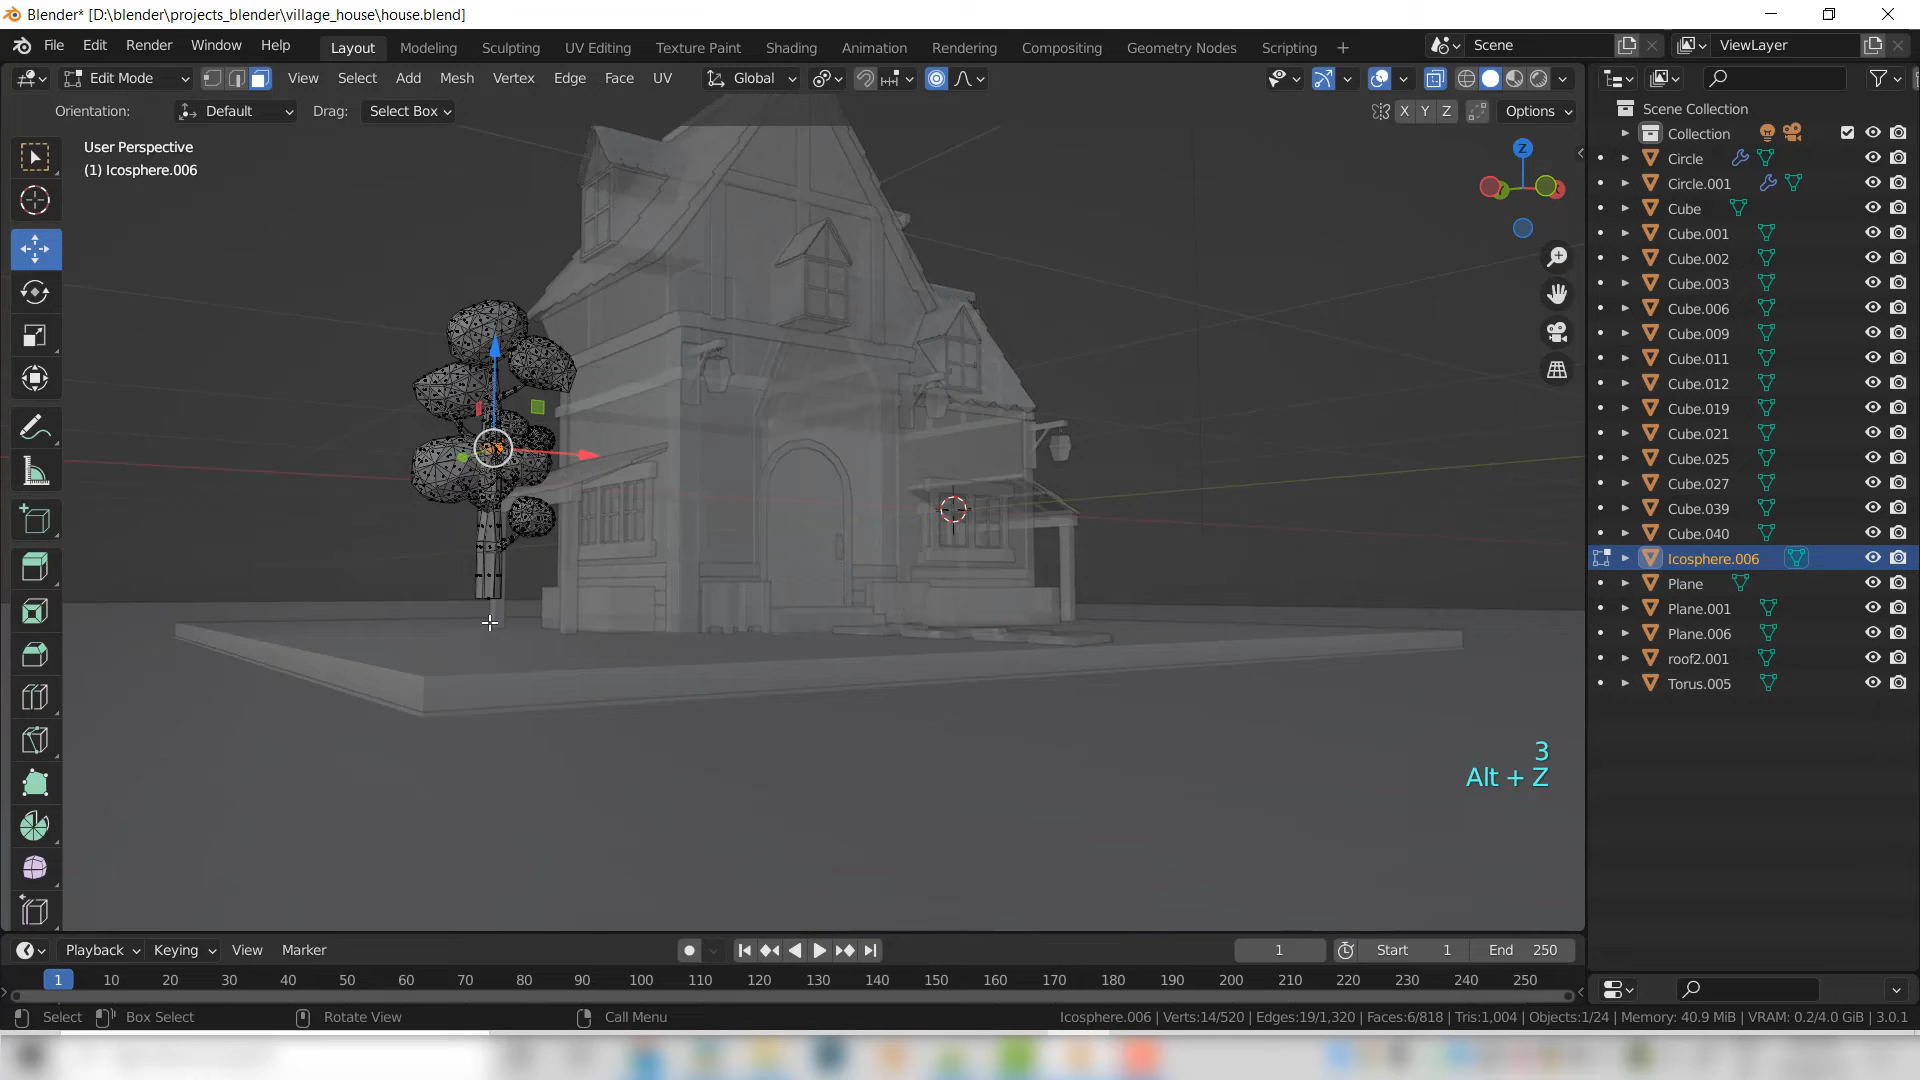 Blender* [D:\blender\projects_blender\village_house\house.blend]
File Edit Render Window Help Layout Modeling Sculpting UV Editing Texture Paint Shading Animation Rendering Compositing Geometry Nodes Scripting Scene ViewLayer
Edit Mode View Select Add Mesh Vertex Edge Face UV Global
Orientation: Default Drag: Select Box X Y Z Options
User Perspective
(1) Icosphere.006
Z
Scene Collection
Collection
Circle
Circle.001
Cube
Cube.001
Cube.002
Cube.003
Cube.006
Cube.009
Cube.011
Cube.012
Cube.019
Cube.021
Cube.025
Cube.027
Cube.039
Cube.040
Icosphere.006
Plane
Plane.001
Plane.006
roof2.001
Torus.005
3
Alt + Z
Playback Keying View Marker 1 Start 1 End 250
1 10 20 30 40 50 60 70 80 90 100 110 120 130 140 150 160 170 180 190 200 210 220 230 240 250
Select Box Select Rotate View Call Menu Icosphere.006 | Verts:14/520 | Edges:19/1,320 | Faces:6/818 | Tris:1,004 | Objects:1/24 | Memory: 40.9 MiB | VRAM: 0.2/4.0 GiB | 3.0.1